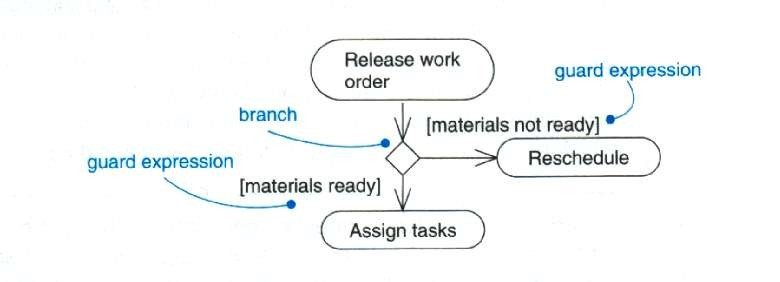 Release work
order
guard expression
branch
[materials not ready]
Reschedule
guard expression
[materials ready]
Assign tasks